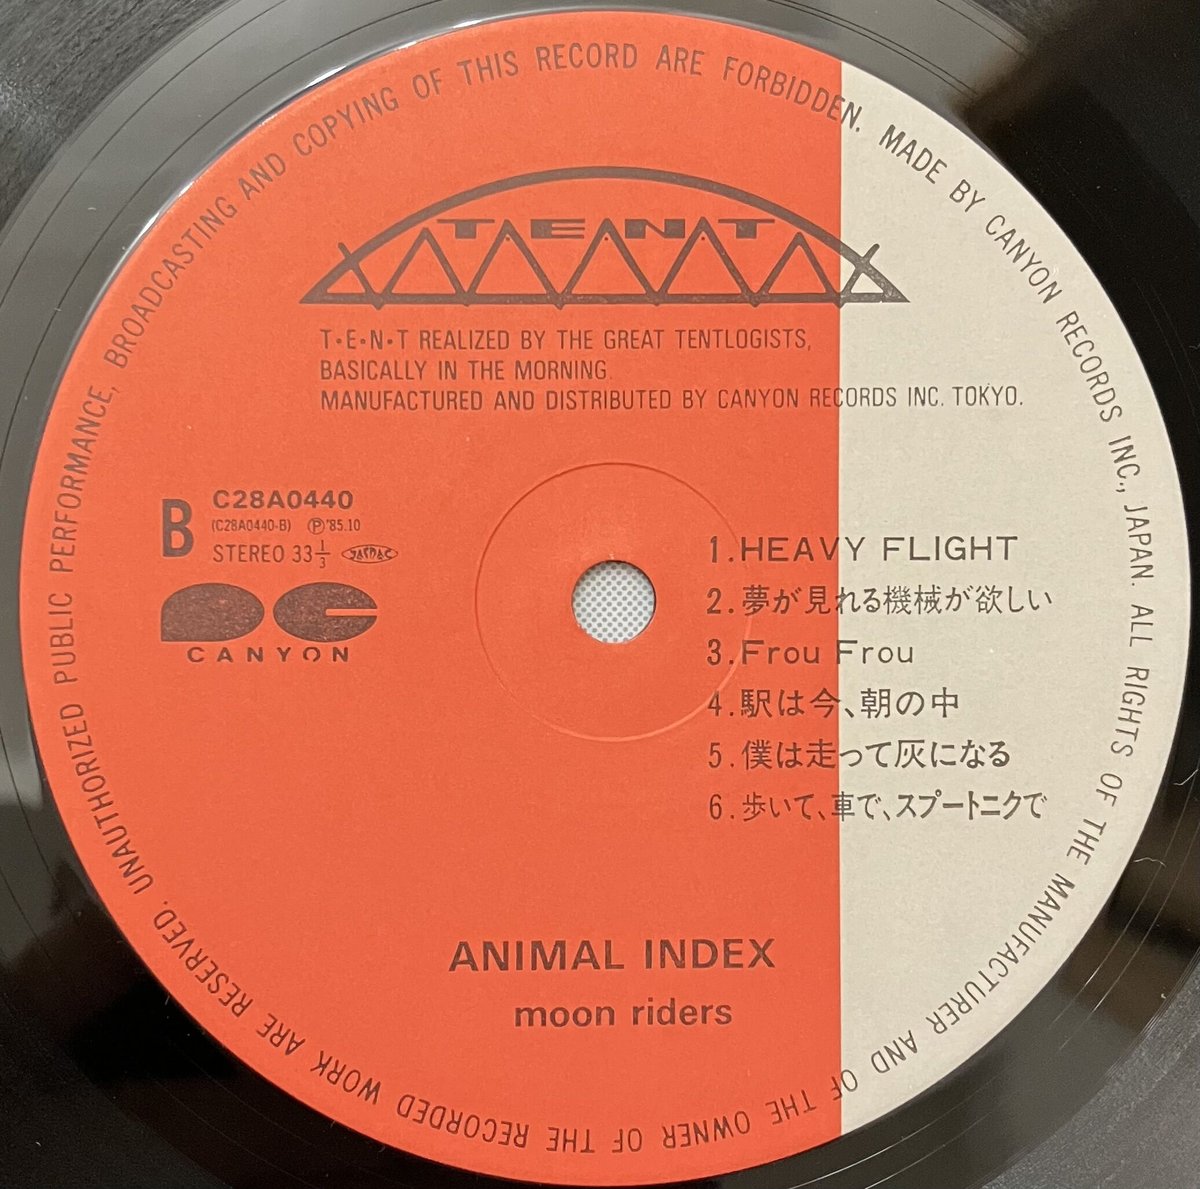 UNAUTHORIZED PUBLIC PERFORMANCE, BROADCASTING AND COPYING OF THIS RECORD ARE FORBIDDEN. MADE BY CANYON RECORDS INC., JAPAN. ALL RIGHTS OF THE MANUFACTURER AND OF THE OWNER OF THE RECORDED WORK ARE RESERVED.
TENT
T•E•N•T REALIZED BY THE GREAT TENTLOGISTS,
BASICALLY IN THE MORNING.
MANUFACTURED AND DISTRIBUTED BY CANYON RECORDS INC. TOKYO.
B
C28A0440
(C28A0440-B) Ⓟ'85.10
STEREO 33 1/3 JASRAC
CANYON
1.HEAVY FLIGHT
2.夢が見れる機械が欲しい
3.Frou Frou
4.駅は今、朝の中
5.僕は走って灰になる
6.歩いて、車で、スプートニクで
ANIMAL INDEX
moon riders